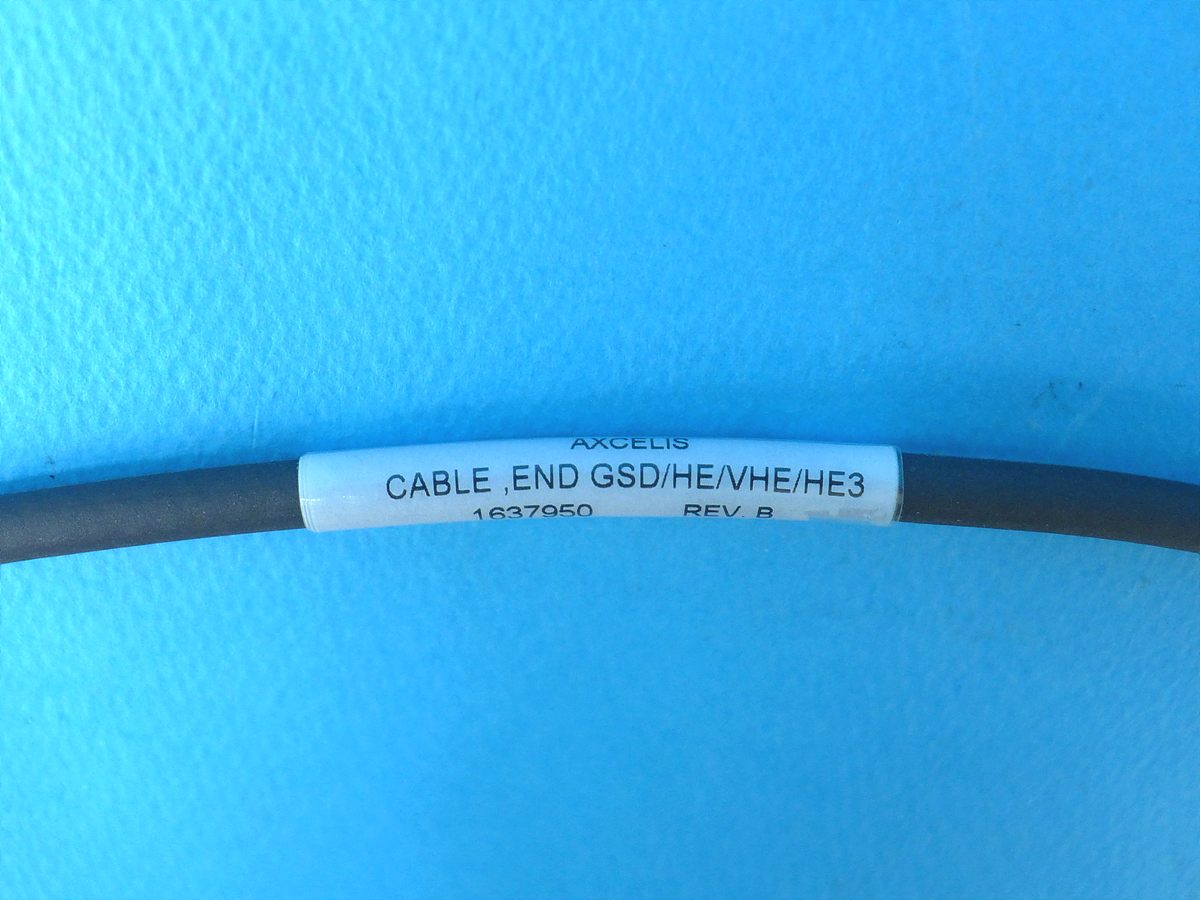 AXCELIS
CABLE ,END GSD/HE/VHE/HE3
1637950 REV. B